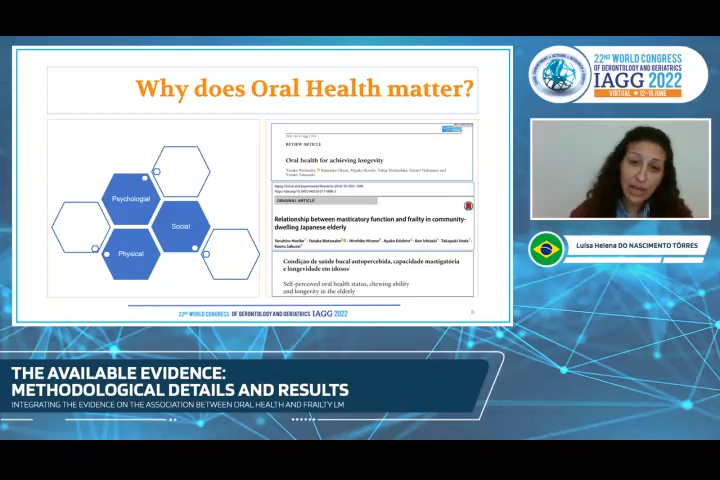 Why does Oral Health matter?
Psychological
Social
Physical
REVIEW ARTICLE
Oral health for achieving longevity
ORIGINAL ARTICLE
Relationship between masticatory function and frailty in community-
dwelling Japanese elderly
Condição de saúde bucal autopercebida, capacidade mastigatória
e longevidade em idosos
Self-perceived oral health status, chewing ability
and longevity in the elderly
22ND WORLD CONGRESS OF GERONTOLOGY AND GERIATRICS IAGG 2022
6
22ND WORLD CONGRESS
OF GERONTOLOGY AND GERIATRICS
IAGG 2022
VIRTUAL • 12-16 JUNE
Luísa Helena DO NASCIMENTO TÔRRES
THE AVAILABLE EVIDENCE:
METHODOLOGICAL DETAILS AND RESULTS
INTEGRATING THE EVIDENCE ON THE ASSOCIATION BETWEEN ORAL HEALTH AND FRAILTY LM